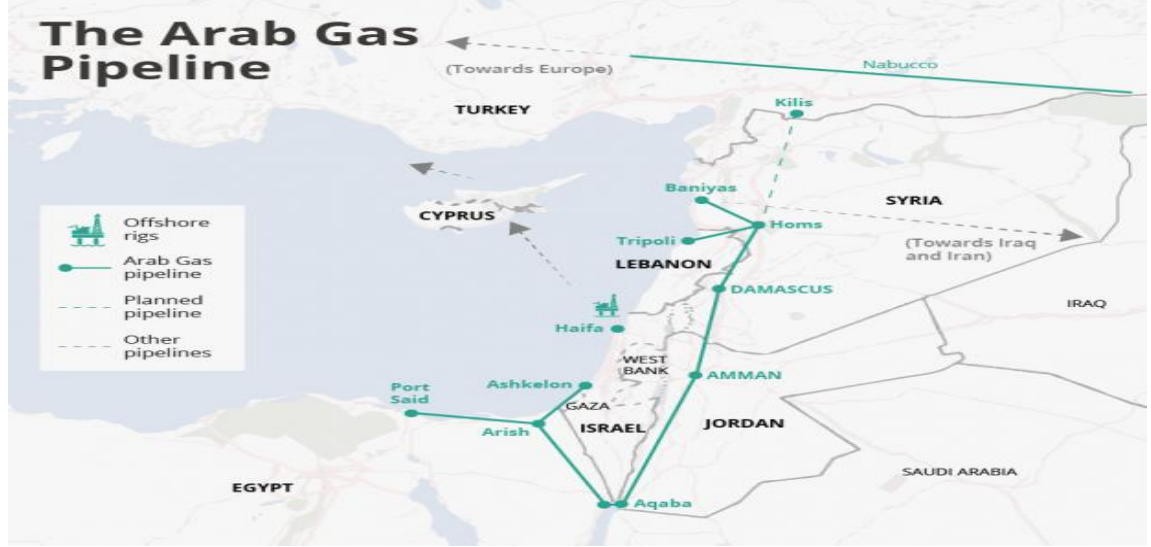 The Arab Gas
Pipeline
(Towards Europe)
Nabucco
TURKEY
Kilis
Baniyas
CYPRUS
SYRIA
Homs
Tripoli
(Towards Iraq
and Iran)
LEBANON
Offshore
rigs
Arab Gas
pipeline
Planned
pipeline
Other
pipelines
DAMASCUS
IRAQ
Haifa
WEST
BANK
AMMAN
Port
Said
Ashkelon
GAZA
Arish
ISRAEL
JORDAN
SAUDI ARABIA
EGYPT
Aqaba